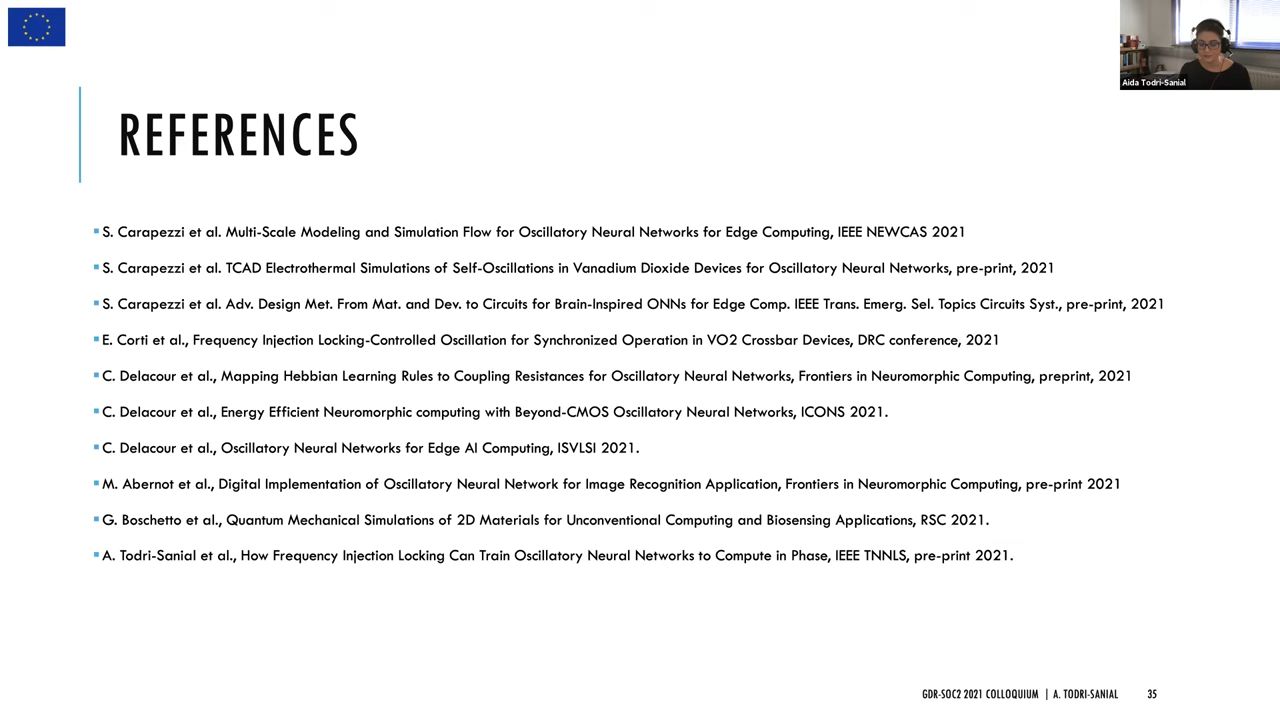 Aida Todri-Sanial
REFERENCES
S. Carapezzi et al. Multi-Scale Modeling and Simulation Flow for Oscillatory Neural Networks for Edge Computing, IEEE NEWCAS 2021
S. Carapezzi et al. TCAD Electrothermal Simulations of Self-Oscillations in Vanadium Dioxide Devices for Oscillatory Neural Networks, pre-print, 2021
S. Carapezzi et al. Adv. Design Met. From Mat. and Dev. to Circuits for Brain-Inspired ONNs for Edge Comp. IEEE Trans. Emerg. Sel. Topics Circuits Syst., pre-print, 2021
E. Corti et al., Frequency Injection Locking-Controlled Oscillation for Synchronized Operation in VO2 Crossbar Devices, DRC conference, 2021
C. Delacour et al., Mapping Hebbian Learning Rules to Coupling Resistances for Oscillatory Neural Networks, Frontiers in Neuromorphic Computing, preprint, 2021
C. Delacour et al., Energy Efficient Neuromorphic computing with Beyond-CMOS Oscillatory Neural Networks, ICONS 2021.
C. Delacour et al., Oscillatory Neural Networks for Edge AI Computing, ISVLSI 2021.
M. Abernot et al., Digital Implementation of Oscillatory Neural Network for Image Recognition Application, Frontiers in Neuromorphic Computing, pre-print 2021
G. Boschetto et al., Quantum Mechanical Simulations of 2D Materials for Unconventional Computing and Biosensing Applications, RSC 2021.
A. Todri-Sanial et al., How Frequency Injection Locking Can Train Oscillatory Neural Networks to Compute in Phase, IEEE TNNLS, pre-print 2021.
GDR-SOC2 2021 COLLOQUIUM | A. TODRI-SANIAL 35